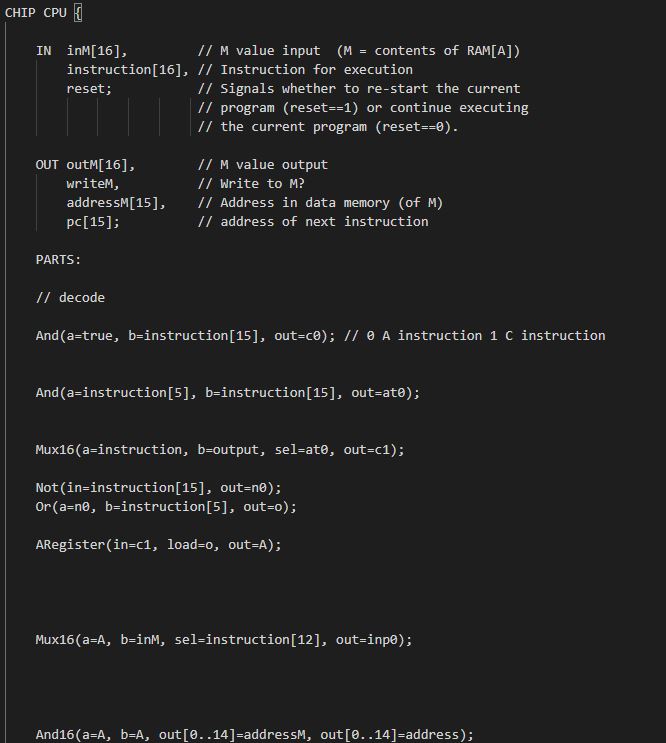 CHIP CPU {
IN  inM[16],         // M value input  (M = contents of RAM[A])
    instruction[16], // Instruction for execution
    reset;           // Signals whether to re-start the current
                     // program (reset==1) or continue executing
                     // the current program (reset==0).
OUT outM[16],        // M value output
    writeM,          // Write to M?
    addressM[15],    // Address in data memory (of M)
    pc[15];          // address of next instruction
PARTS:
// decode
And(a=true, b=instruction[15], out=c0); // 0 A instruction 1 C instruction
And(a=instruction[5], b=instruction[15], out=at0);
Mux16(a=instruction, b=output, sel=at0, out=c1);
Not(in=instruction[15], out=n0);
Or(a=n0, b=instruction[5], out=o);
ARegister(in=c1, load=o, out=A);
Mux16(a=A, b=inM, sel=instruction[12], out=inp0);
And16(a=A, b=A, out[0..14]=addressM, out[0..14]=address);